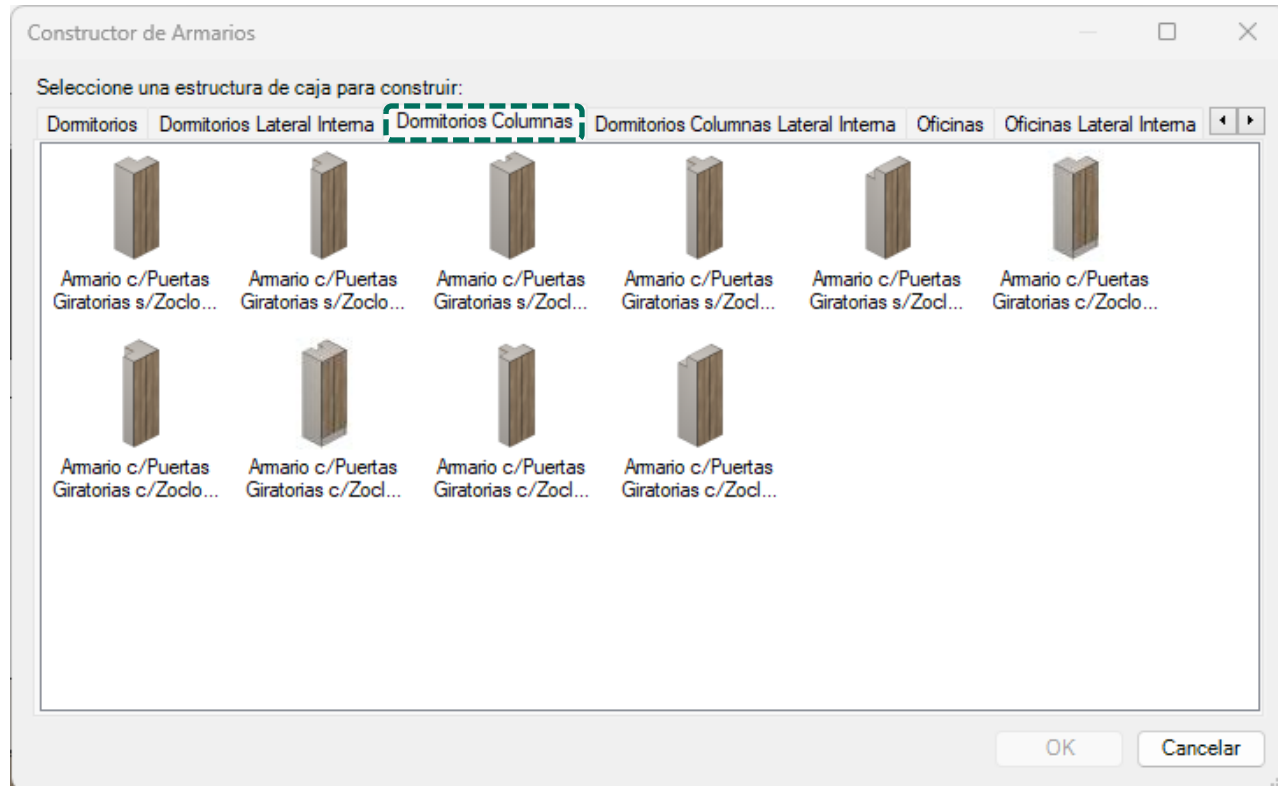 Constructor de Armarios
Seleccione una estructura de caja para construir:
Dormitorios Dormitorios Lateral Interna Dormitorios Columnas Dormitorios Columnas Lateral Interna Oficinas Oficinas Lateral Interna
Armario c/Puertas Armario c/Puertas Armario c/Puertas Armario c/Puertas Armario c/Puertas Armario c/Puertas
Giratorias s/Zoclo... Giratorias s/Zoclo... Giratorias s/Zocl... Giratorias s/Zocl... Giratorias s/Zocl... Giratorias c/Zoclo...
Armario c/Puertas Armario c/Puertas Armario c/Puertas Armario c/Puertas
Giratorias c/Zoclo... Giratorias c/Zocl... Giratorias c/Zocl... Giratorias c/Zocl...
OK Cancelar